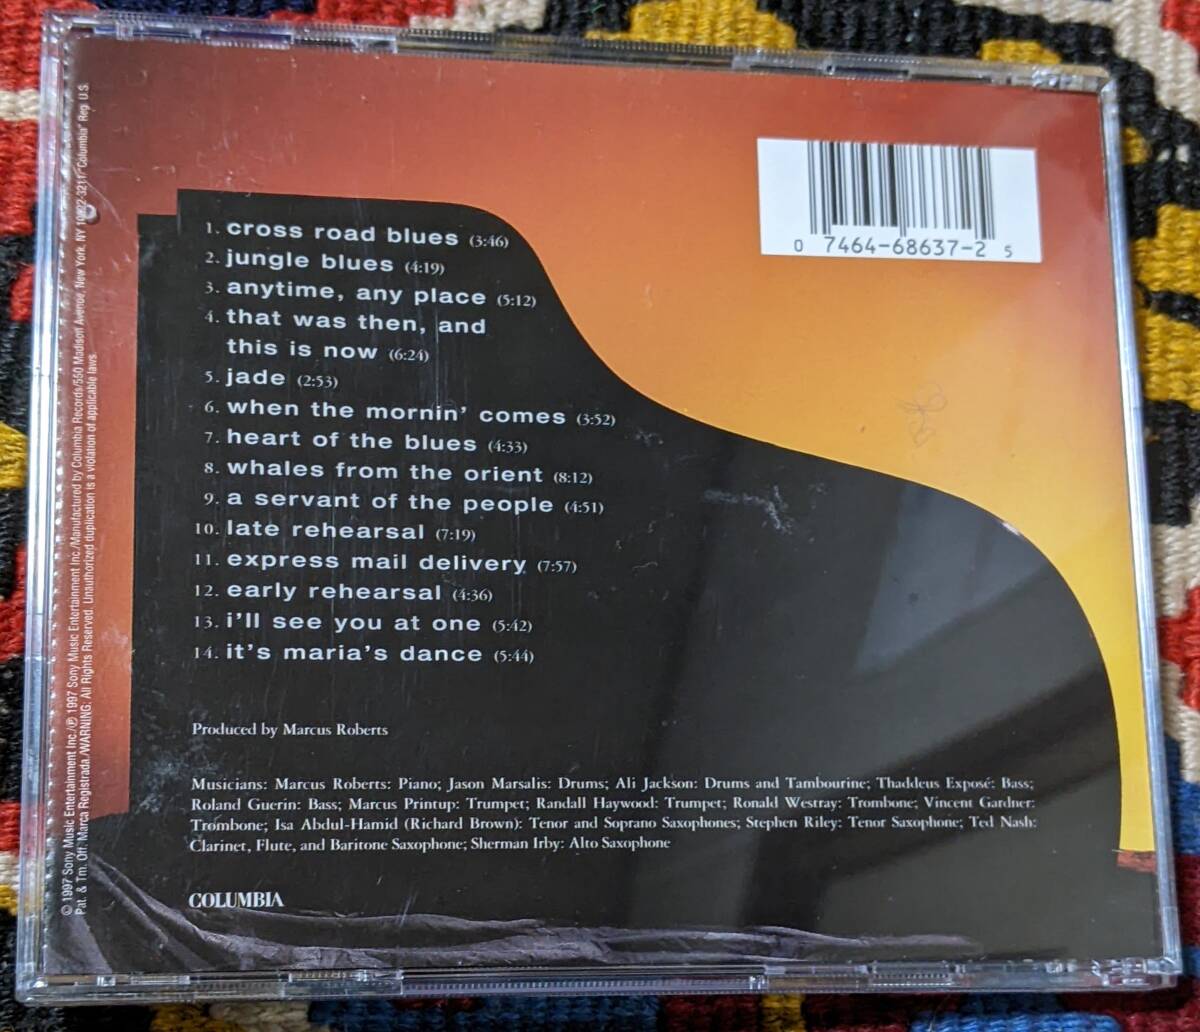 0 7464-68637-2 5
1. cross road blues (3:46)
2. jungle blues (4:19)
3. anytime, any place (5:12)
4. that was then, and
this is now (6:24)
5. jade (2:53)
6. when the mornin' comes (3:52)
7. heart of the blues (4:33)
8. whales from the orient (8:12)
9. a servant of the people (4:51)
10. late rehearsal (7:19)
11. express mail delivery (7:57)
12. early rehearsal (4:36)
13. i'll see you at one (5:42)
14. it's maria's dance (5:44)
Produced by Marcus Roberts
Musicians: Marcus Roberts: Piano; Jason Marsalis: Drums; Ali Jackson: Drums and Tambourine; Thaddeus Exposé: Bass;
Roland Guerin: Bass; Marcus Printup: Trumpet; Randall Haywood: Trumpet; Ronald Westray: Trombone; Vincent Gardner:
Trombone; Isa Abdul-Hamid (Richard Brown): Tenor and Soprano Saxophones; Stephen Riley: Tenor Saxophone; Ted Nash:
Clarinet, Flute, and Baritone Saxophone; Sherman Irby: Alto Saxophone
COLUMBIA
© 1997 Sony Music Entertainment Inc./℗ 1997 Sony Music Entertainment Inc./Manufactured by Columbia Records/550 Madison Avenue, New York, NY 10022-3211/"Columbia" Reg. U.S.
Pat. & Tm. Off. Marca Registrada./WARNING: All Rights Reserved. Unauthorized duplication is a violation of applicable laws.